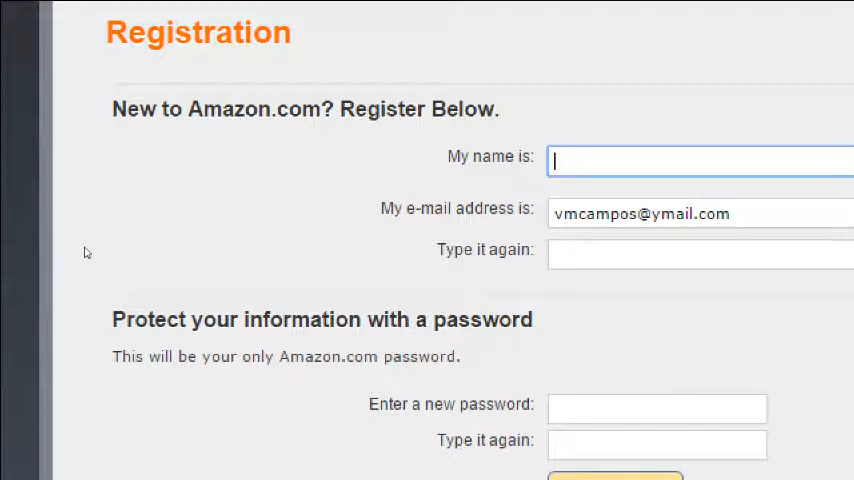 Registration
New to Amazon.com? Register Below.
My name is:
My e-mail address is: vmcampos@ymail.com
Type it again:
Protect your information with a password
This will be your only Amazon.com password.
Enter a new password:
Type it again: